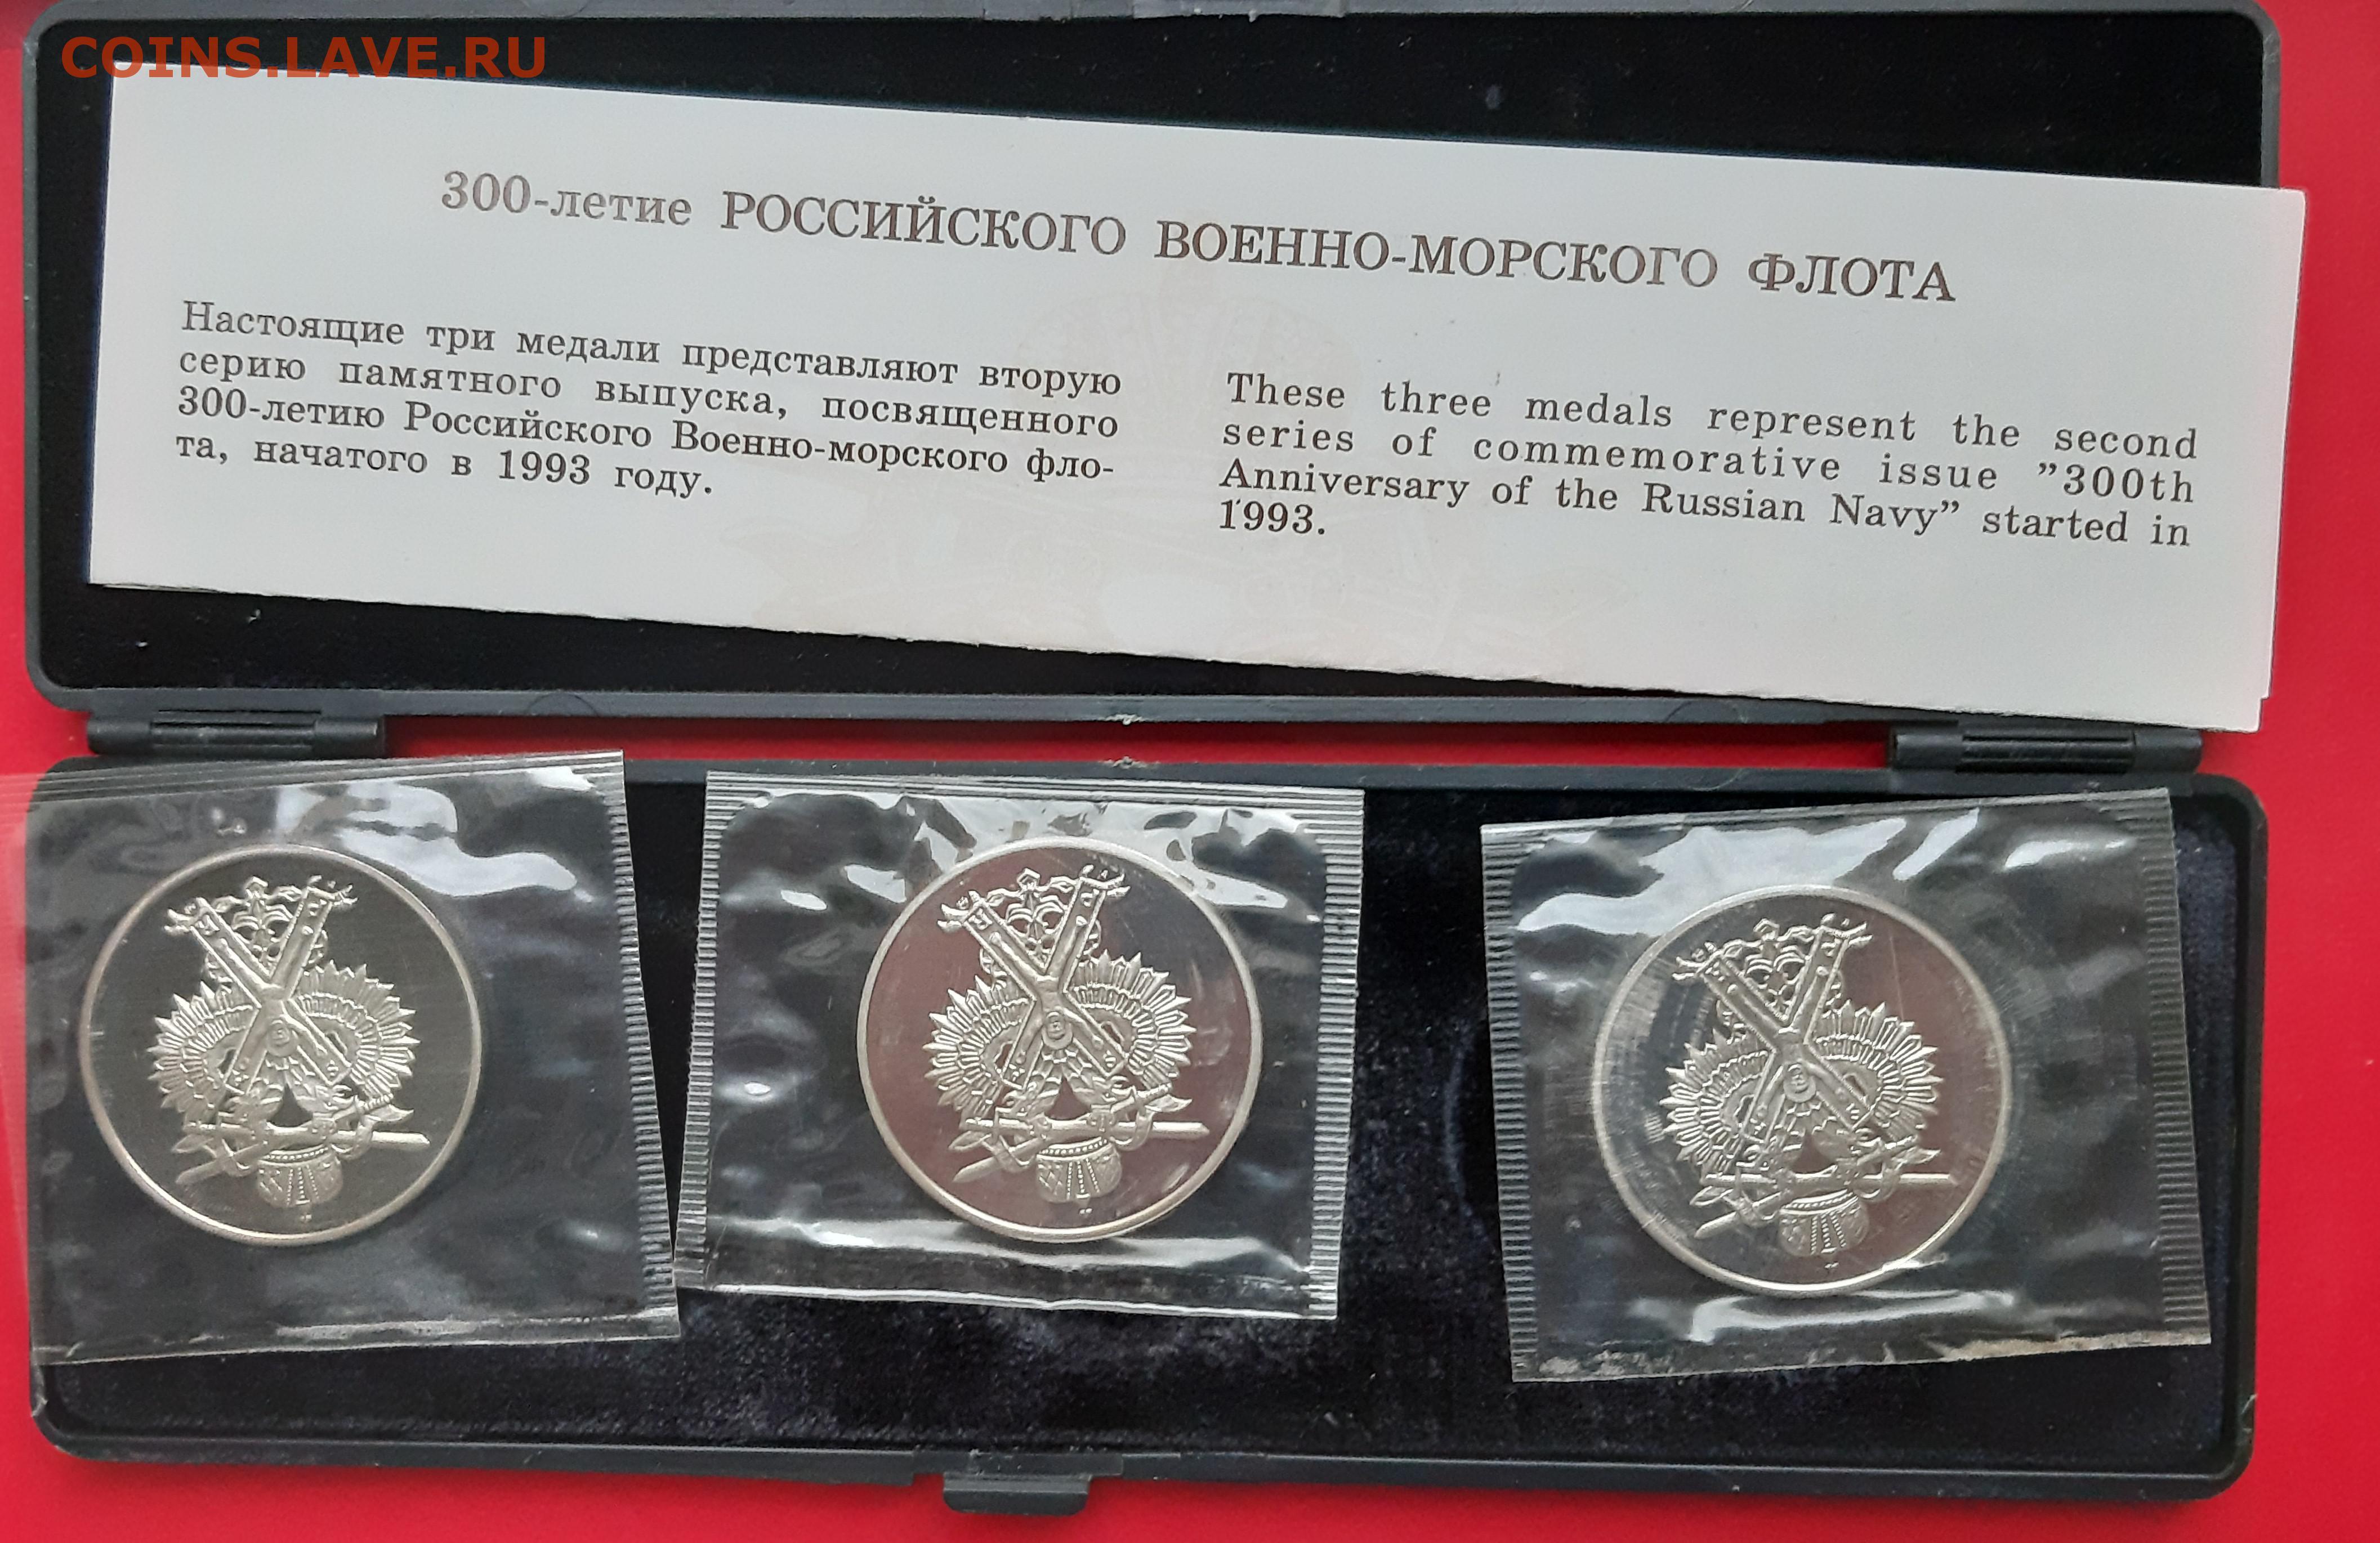 COINS.LAVE.RU
300-летие РОССИЙСКОГО ВОЕННО-МОРСКОГО ФЛОТА
Настоящие три медали представляют вторую
серию памятного выпуска, посвященного
300-летию Российского Военно-морского фло-
та, начатого в 1993 году.
These three medals represent the second
series of commemorative issue ”300th
Anniversary of the Russian Navy” started in
1993.